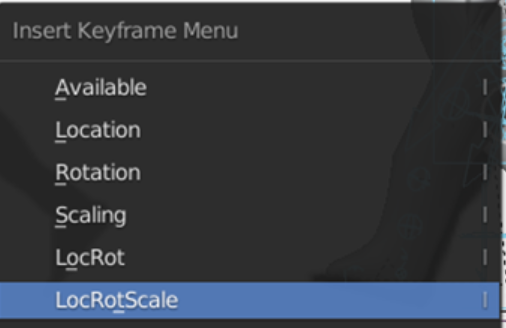 Insert Keyframe Menu
Available
Location
Rotation
Scaling
LocRot
LocRotScale